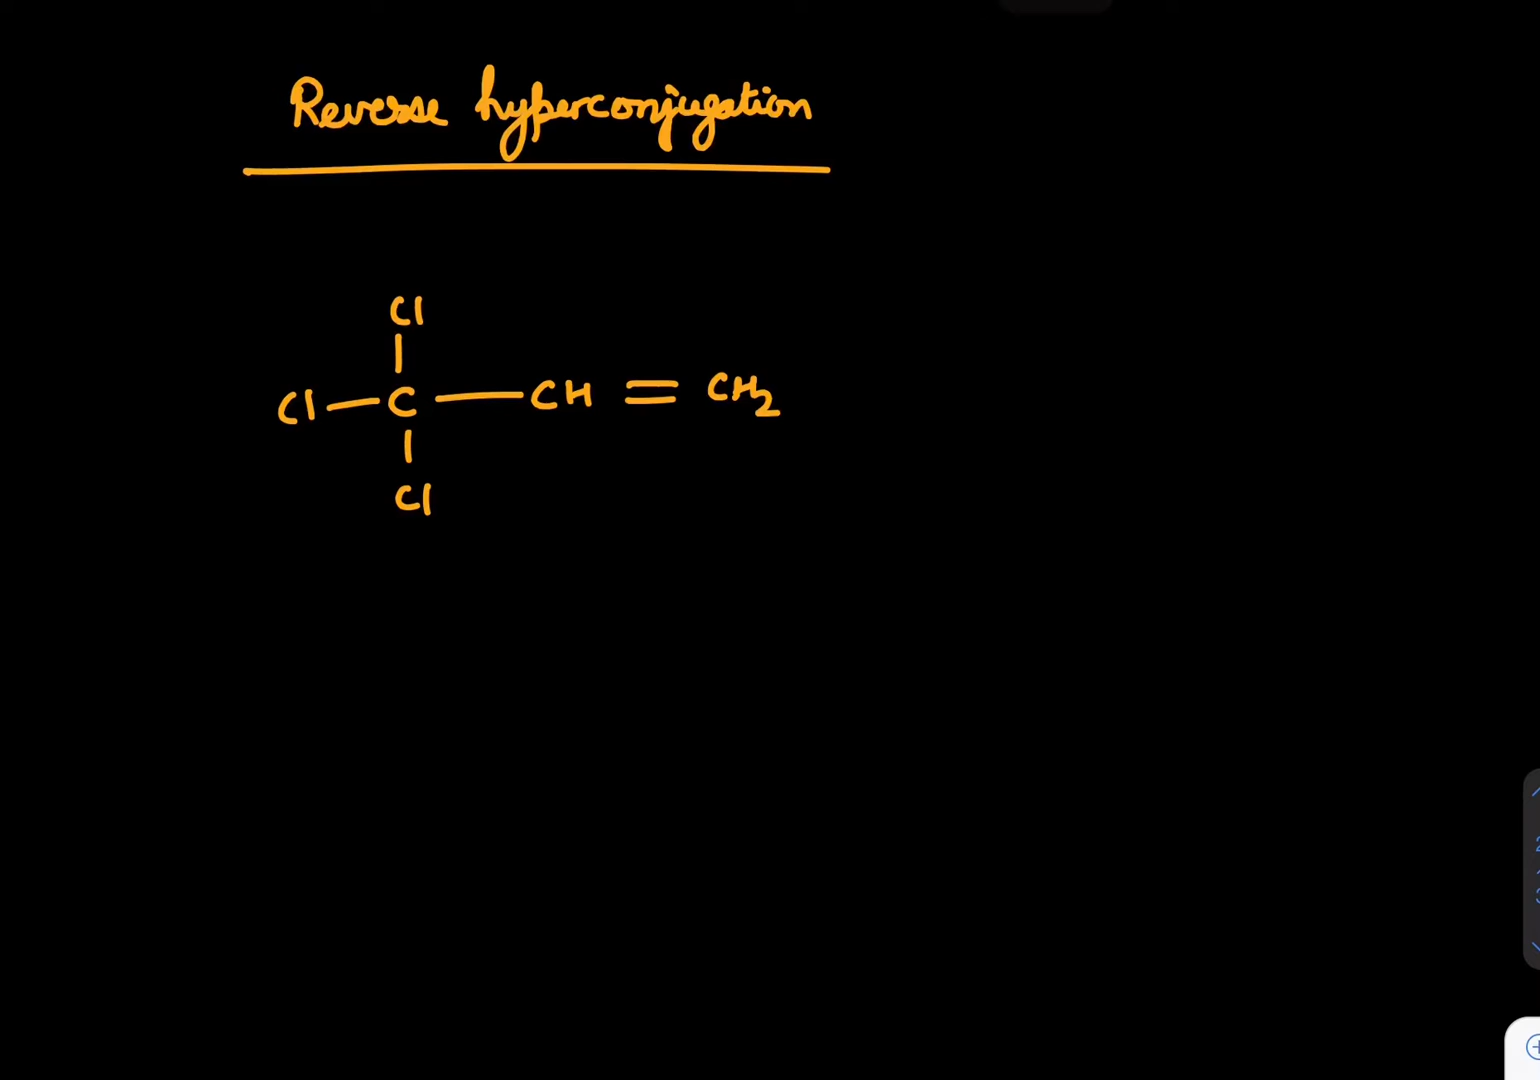 Reverse hyperconjugation
Cl
Cl — C — CH = CH2
Cl